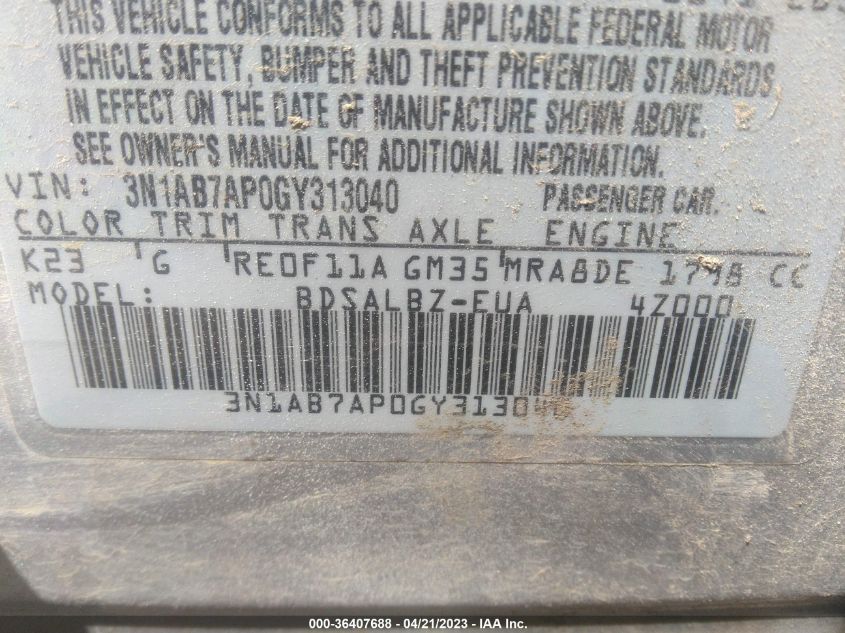 THIS VEHICLE CONFORMS TO ALL APPLICABLE FEDERAL MOTOR
VEHICLE SAFETY, BUMPER AND THEFT PREVENTION STANDARDS
IN EFFECT ON THE DATE OF MANUFACTURE SHOWN ABOVE.
SEE OWNER'S MANUAL FOR ADDITIONAL INFORMATION.
VIN: 3N1AB7AP0GY313040 PASSENGER CAR.
COLOR TRIM TRANS AXLE ENGINE
K23 G RE0F11A GM35 MRA8DE 1798 CC
MODEL: BDSALBZ-EUA 4Z000
3N1AB7AP0GY313040
000-36407688 - 04/21/2023 - IAA Inc.